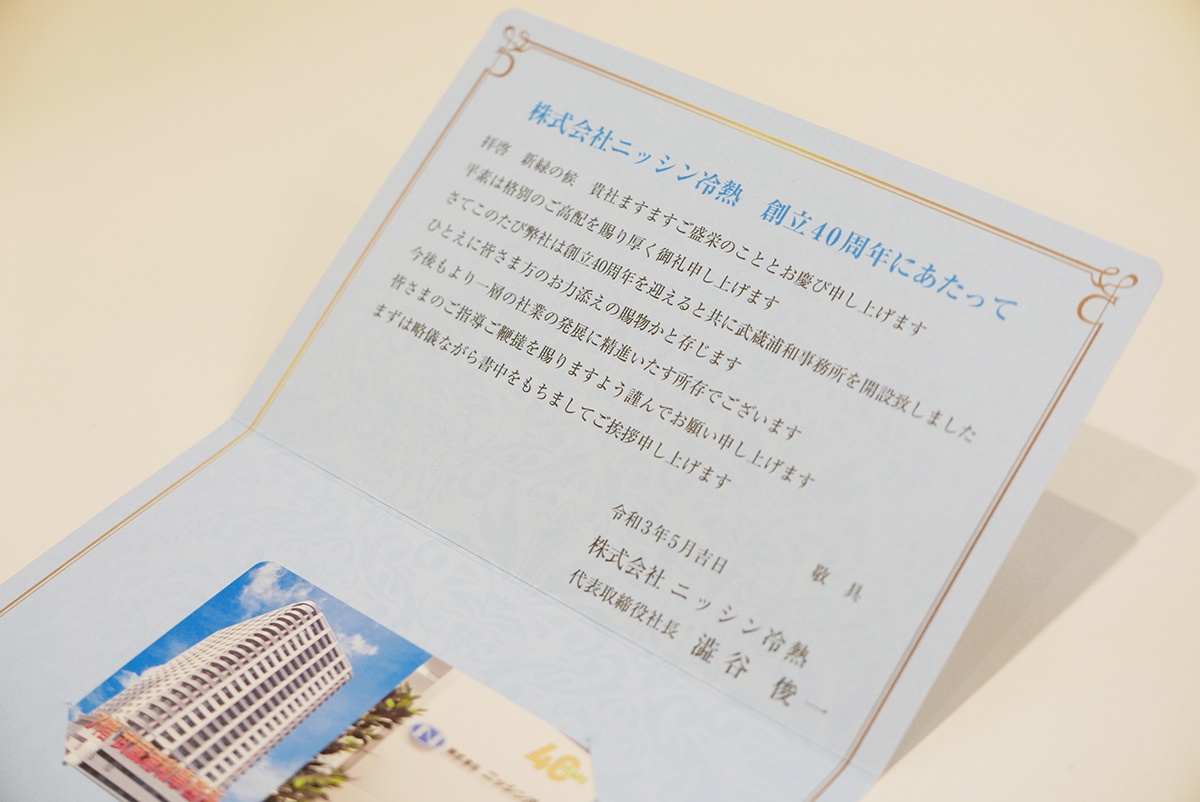 株式会社ニッシン冷熱　創立40周年にあたって
拝啓　新緑の候　貴社ますますご盛栄のこととお慶び申し上げます
平素は格別のご高配を賜り厚く御礼申し上げます
さてこのたび弊社は創立40周年を迎えると共に武蔵浦和事務所を開設致しました
ひとえに皆さま方のお力添えの賜物かと存じます
今後もより一層の社業の発展に精進いたす所存でございます
皆さまのご指導ご鞭撻を賜りますよう謹んでお願い申し上げます
まずは略儀ながら書中をもちましてご挨拶申し上げます
敬具
令和3年5月吉日
株式会社 ニッシン冷熱
代表取締役社長　澁谷　俊一
N
株式会社 ニッシン
40